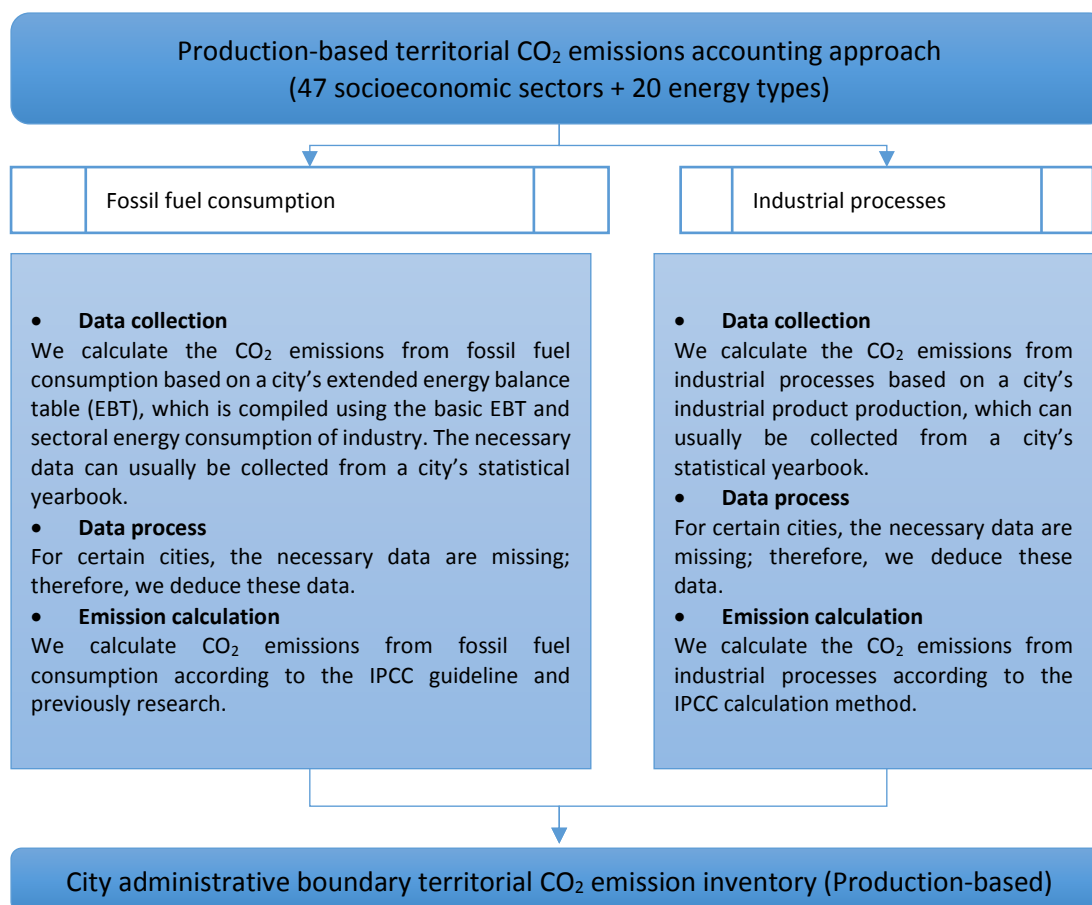 Production-based territorial CO₂ emissions accounting approach
(47 socioeconomic sectors + 20 energy types)
Fossil fuel consumption
Industrial processes
• Data collection
We calculate the CO₂ emissions from fossil fuel
consumption based on a city’s extended energy balance
table (EBT), which is compiled using the basic EBT and
sectoral energy consumption of industry. The necessary
data can usually be collected from a city’s statistical
yearbook.
• Data process
For certain cities, the necessary data are missing;
therefore, we deduce these data.
• Emission calculation
We calculate CO₂ emissions from fossil fuel
consumption according to the IPCC guideline and
previously research.
• Data collection
We calculate the CO₂ emissions from
industrial processes based on a city’s
industrial product production, which can
usually be collected from a city’s
statistical yearbook.
• Data process
For certain cities, the necessary data are
missing; therefore, we deduce these
data.
• Emission calculation
We calculate the CO₂ emissions from
industrial processes according to the
IPCC calculation method.
City administrative boundary territorial CO₂ emission inventory (Production-based)